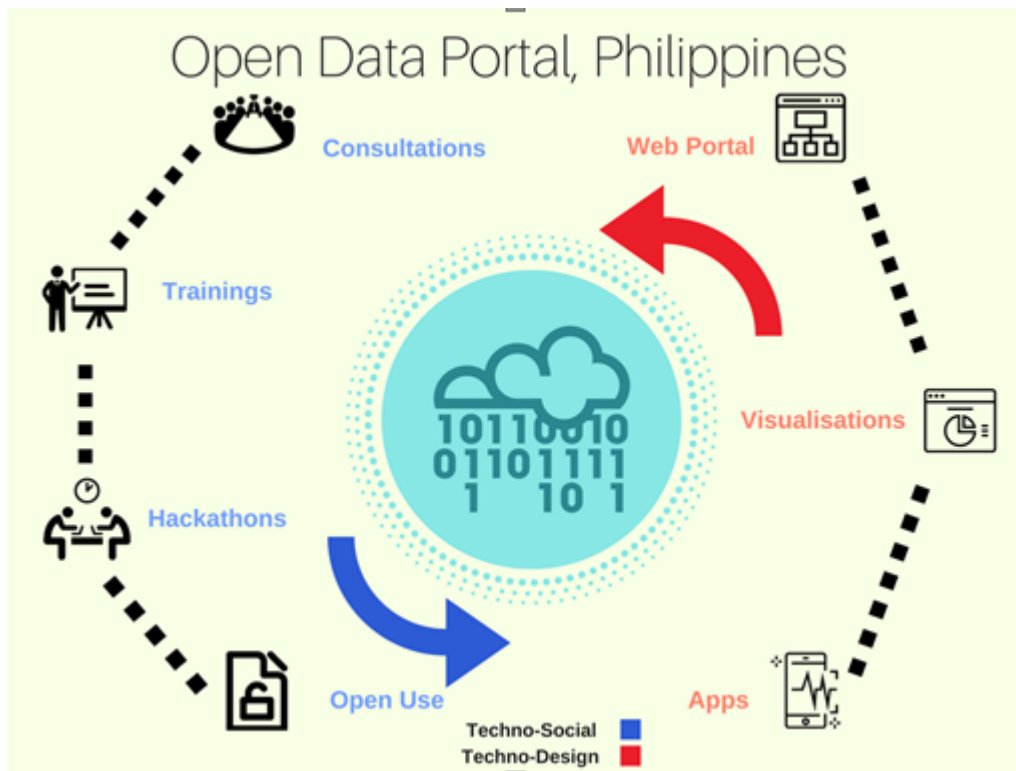 Open Data Portal, Philippines
Consultations
Web Portal
Trainings
Visualisations
10110010
01101111
1 10 1
Hackathons
Open Use
Apps
Techno-Social
Techno-Design